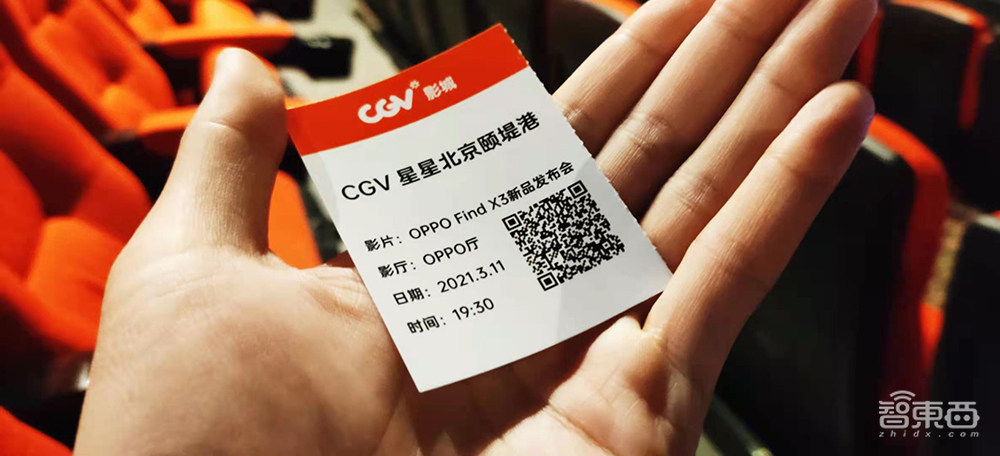 CGV 影城
CGV 星星北京颐堤港
影片：OPPO Find X3新品发布会
影厅：OPPO厅
日期：2021.3.11
时间：19:30
智東西
zhidx.com